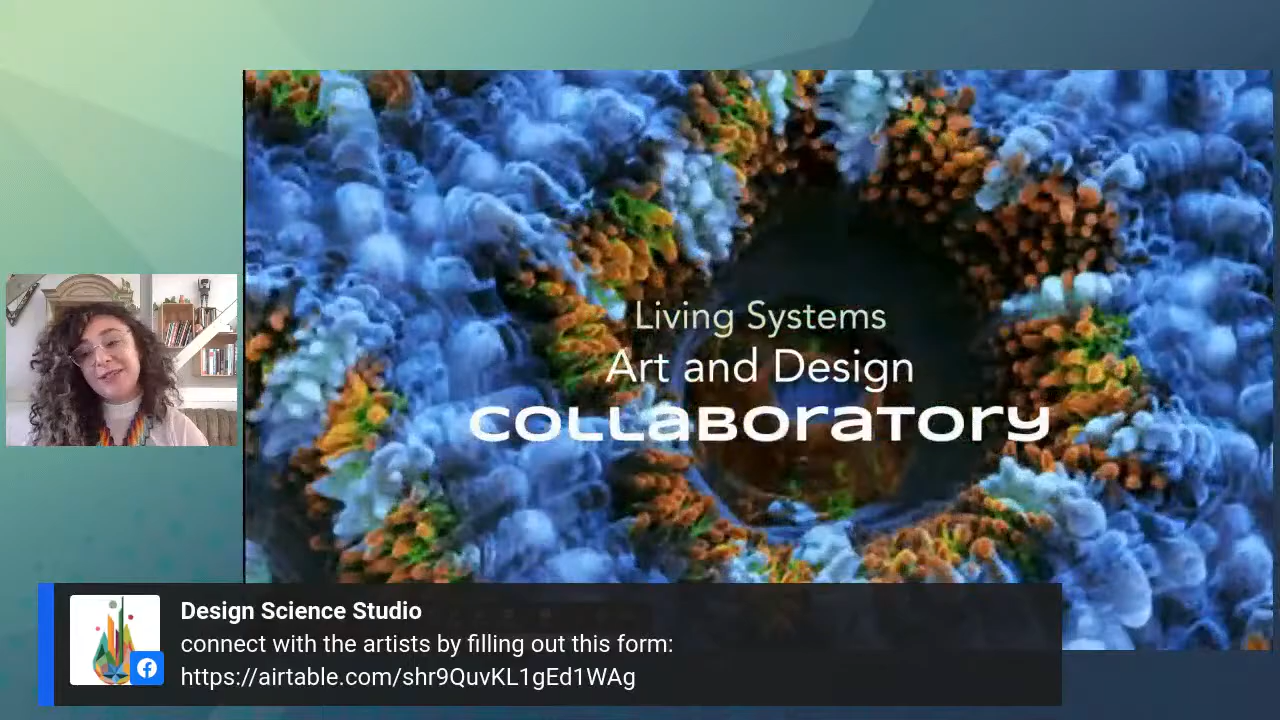 Living Systems
Art and Design
COLLaBOraTORY
Design Science Studio
connect with the artists by filling out this form:
https://airtable.com/shr9QuvKL1gEd1WAg